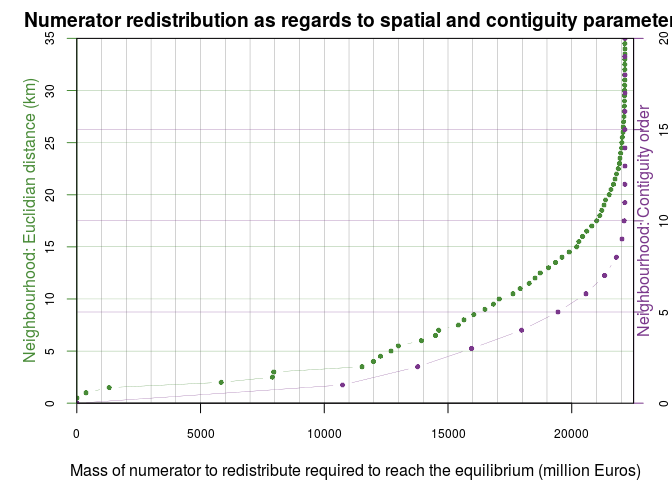 Numerator redistribution as regards to spatial and contiguity parameter
35
30
25
20
15
10
5
0
Neighbourhood: Euclidian distance (km)
20
15
10
5
0
Neighbourhood: Contiguity order
0 5000 10000 15000 20000
Mass of numerator to redistribute required to reach the equilibrium (million Euros)